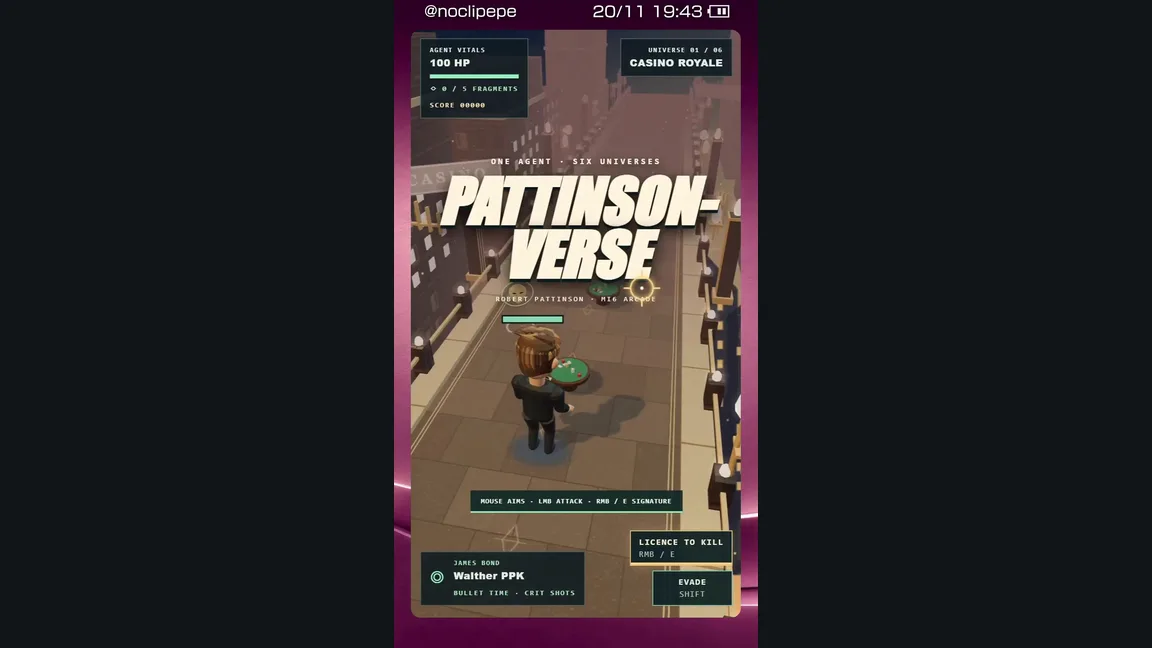 @noclipepe
20/11 19:43
AGENT VITALS
100 HP
0 / 5 FRAGMENTS
SCORE 00000
UNIVERSE 01 / 06
CASINO ROYALE
CASINO
ONE AGENT · SIX UNIVERSES
PATTINSON-
VERSE
ROBERT PATTINSON · MI6 ARCADE
MOUSE AIMS · LMB ATTACK · RMB / E SIGNATURE
LICENCE TO KILL
RMB / E
EVADE
SHIFT
JAMES BOND
Walther PPK
BULLET TIME · CRIT SHOTS